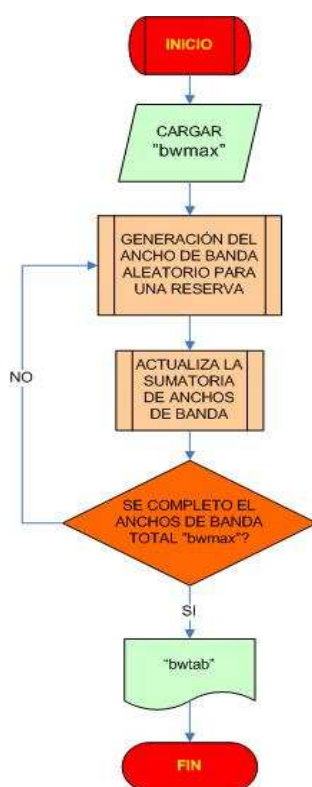 INICIO
CARGAR
"bwmax"
GENERACIÓN DEL
ANCHO DE BANDA
ALEATORIO PARA
UNA RESERVA
ACTUALIZA LA
SUMATORIA
DE ANCHOS
DE BANDA
NO
SE COMPLETO EL
ANCHOS DE BANDA
TOTAL "bwmax"?
SI
"bwtab"
FIN